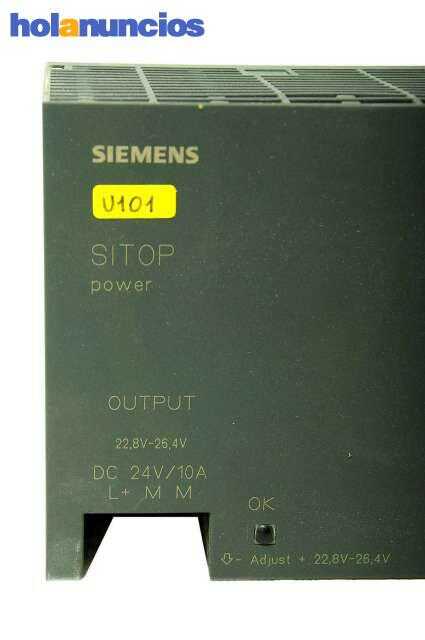 holanuncios
SIEMENS
U101
SITOP
power
OUTPUT
22,8V-26,4V
DC 24V/10A
L+ M M
OK
- Adjust + 22,8V-26,4V